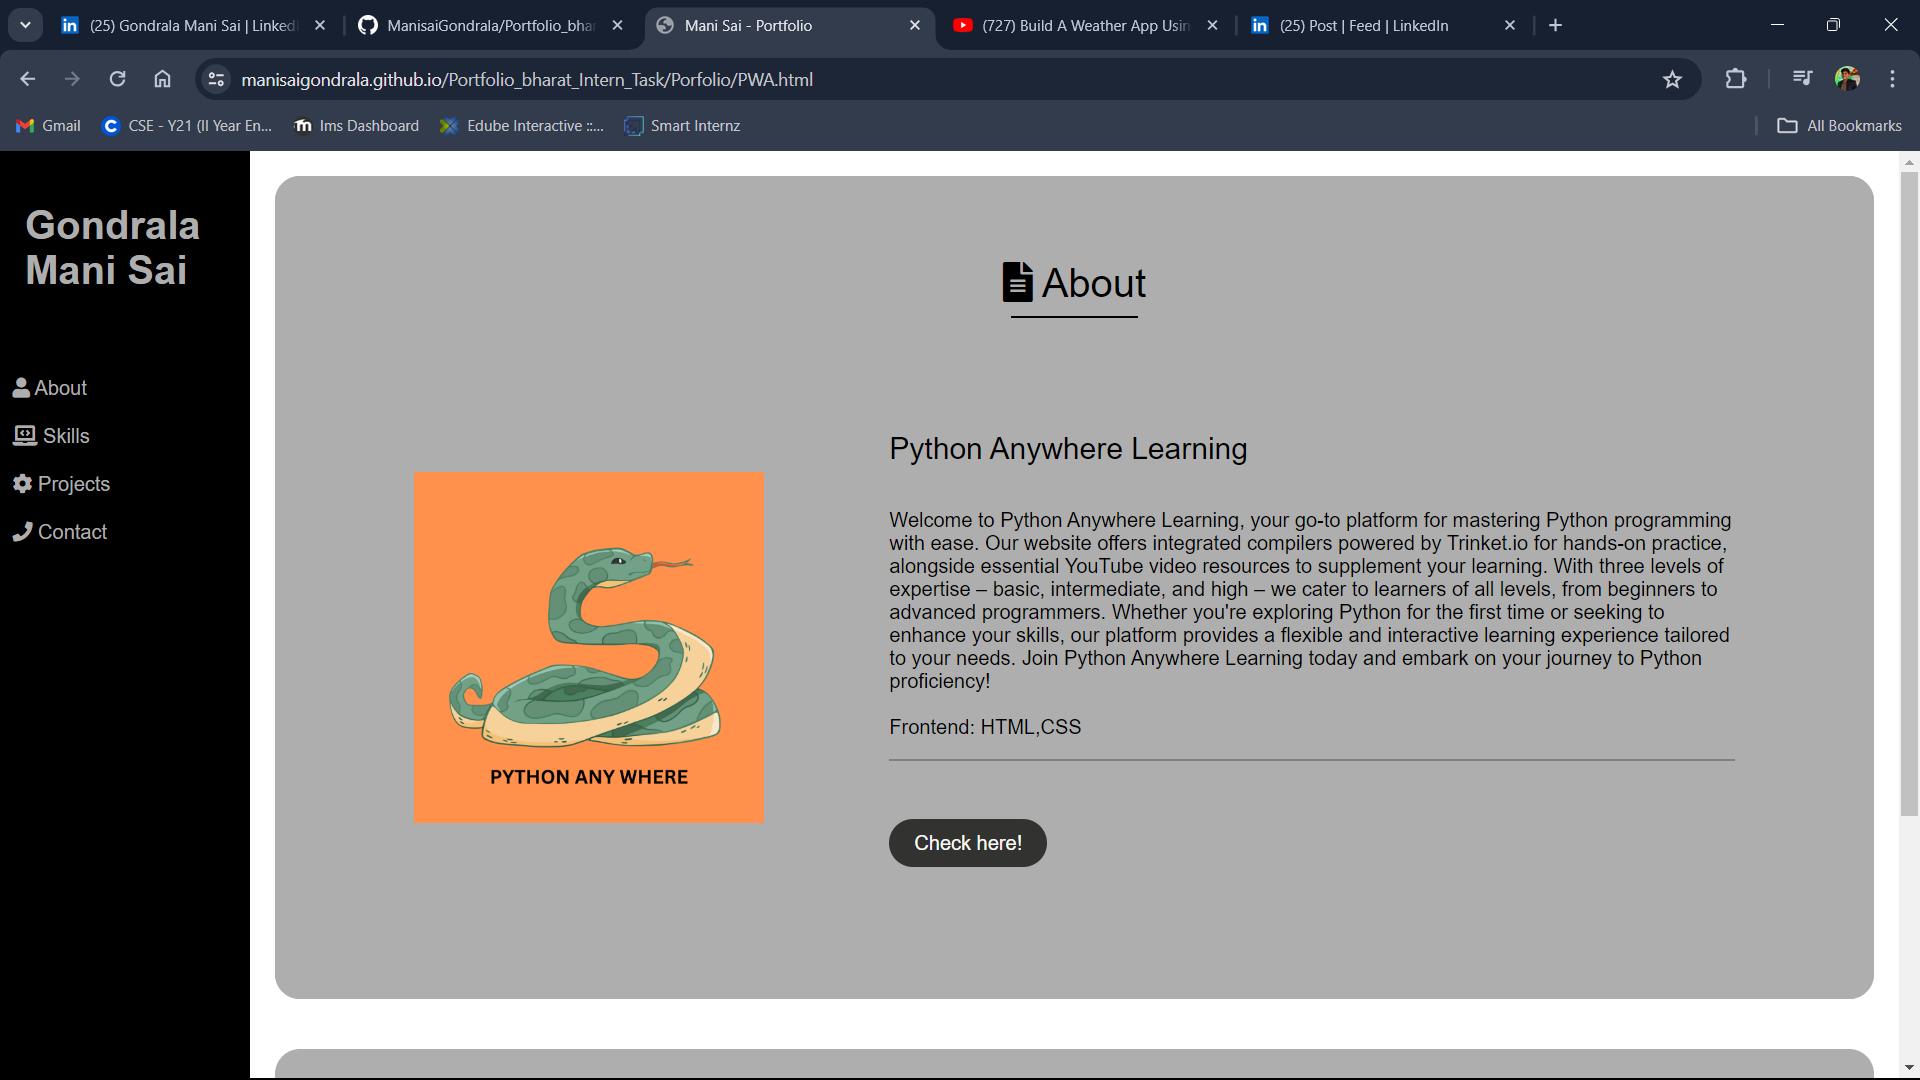 (25) Gondrala Mani Sai | Linked
ManisaiGondrala/Portfolio_bhar
Mani Sai - Portfolio
(727) Build A Weather App Usin
(25) Post | Feed | LinkedIn
manisaigondrala.github.io/Portfolio_bharat_Intern_Task/Porfolio/PWA.html
Gmail
CSE - Y21 (II Year En...
lms Dashboard
Edube Interactive ::...
Smart Internz
All Bookmarks
Gondrala
Mani Sai
About
Skills
Projects
Contact
About
PYTHON ANY WHERE
Python Anywhere Learning
Welcome to Python Anywhere Learning, your go-to platform for mastering Python programming
with ease. Our website offers integrated compilers powered by Trinket.io for hands-on practice,
alongside essential YouTube video resources to supplement your learning. With three levels of
expertise – basic, intermediate, and high – we cater to learners of all levels, from beginners to
advanced programmers. Whether you're exploring Python for the first time or seeking to
enhance your skills, our platform provides a flexible and interactive learning experience tailored
to your needs. Join Python Anywhere Learning today and embark on your journey to Python
proficiency!
Frontend: HTML,CSS
Check here!